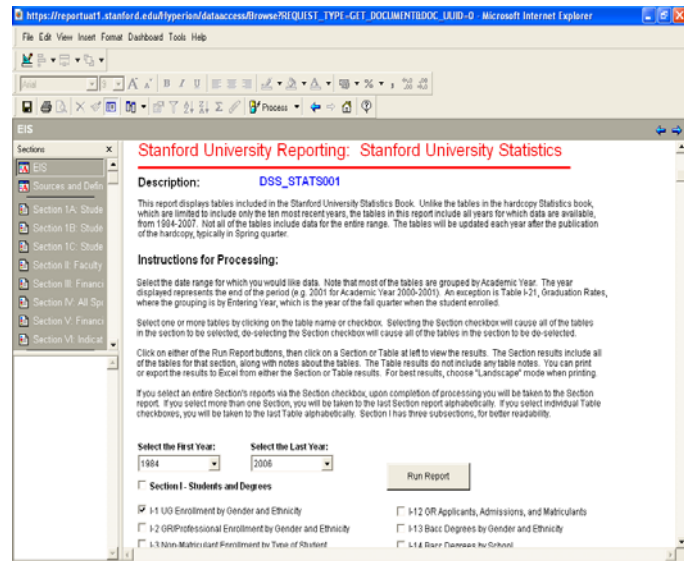 https://reportuat1.stanford.edu/Hyperion/dataaccess/Browse?REQUEST_TYPE=GET_DOCUMENT&DOC_UUID=0 - Microsoft Internet Explorer
File Edit View Insert Format Dashboard Tools Help
Arial
Process
EIS
Sections x
EIS
Sources and Defin
Section 1A: Stude
Section 1B: Stude
Section 1C: Stude
Section II: Faculty
Section III: Financi
Section IV: All Spi
Section V: Financi
Section VI: Indicat
Stanford University Reporting: Stanford University Statistics
Description: DSS_STATS001
This report displays tables included in the Stanford University Statistics Book. Unlike the tables in the hardcopy Statistics book,
which are limited to include only the ten most recent years, the tables in this report include all years for which data are available,
from 1984-2007. Not all of the tables include data for the entire range. The tables will be updated each year after the publication
of the hardcopy, typically in Spring quarter.
Instructions for Processing:
Select the date range for which you would like data. Note that most of the tables are grouped by Academic Year. The year
displayed represents the end of the period (e.g. 2001 for Academic Year 2000-2001). An exception is Table I-21, Graduation Rates,
where the grouping is by Entering Year, which is the year of the fall quarter when the student enrolled.
Select one or more tables by clicking on the table name or checkbox. Selecting the Section checkbox will cause all of the tables
in the section to be selected; de-selecting the Section checkbox will cause all of the tables in the section to be de-selected.
Click on either of the Run Report buttons, then click on a Section or Table at left to view the results. The Section results include all
of the tables for that section, along with notes about the tables. The Table results do not include any table notes. You can print
or export the results to Excel from either the Section or Table results. For best results, choose "Landscape" mode when printing.
If you select an entire Section's reports via the Section checkbox, upon completion of processing you will be taken to the Section
report. If you select more than one Section, you will be taken to the last Section report alphabetically. If you select individual Table
checkboxes, you will be taken to the last Table alphabetically. Section I has three subsections, for better readability.
Select the First Year: Select the Last Year:
1984 2006
Run Report
Section I - Students and Degrees
I-1 UG Enrollment by Gender and Ethnicity I-12 GR Applicants, Admissions, and Matriculants
I-2 GR/Professional Enrollment by Gender and Ethnicity I-13 Bacc Degrees by Gender and Ethnicity
I-3 Non-Matriculant Enrollment by Type of Student I-14 Bacc Degrees by School